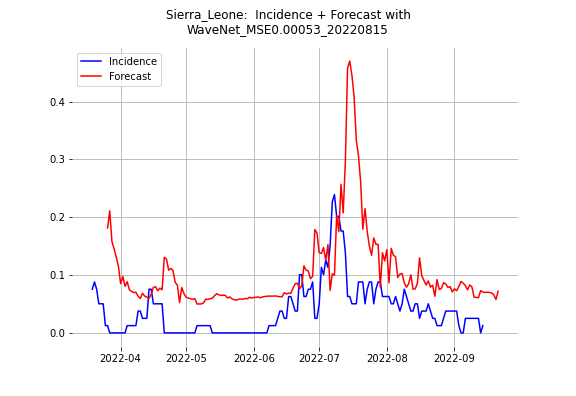 Sierra_Leone:  Incidence + Forecast with
WaveNet_MSE0.00053_20220815
Incidence
Forecast
0.4
0.3
0.2
0.1
0.0
2022-04 2022-05 2022-06 2022-07 2022-08 2022-09